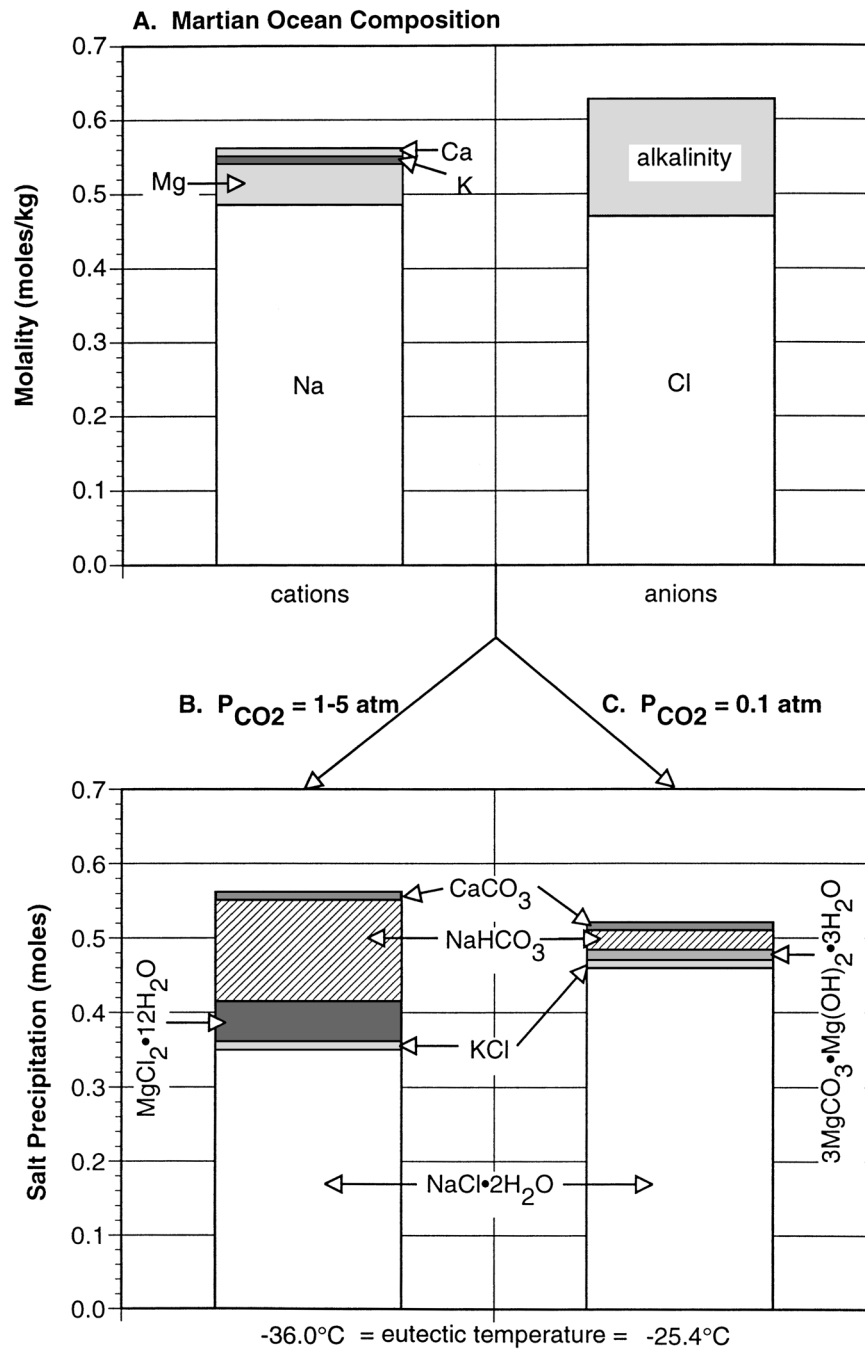 A. Martian Ocean Composition
Molality (moles/kg)
0.7
0.6
0.5
0.4
0.3
0.2
0.1
0.0
Ca
K
Mg
Na
alkalinity
Cl
cations
anions
B. P_CO2 = 1-5 atm
C. P_CO2 = 0.1 atm
Salt Precipitation (moles)
0.7
0.6
0.5
0.4
0.3
0.2
0.1
0.0
CaCO3
NaHCO3
MgCl2•12H2O
KCl
3MgCO3•Mg(OH)2•3H2O
NaCl•2H2O
-36.0°C = eutectic temperature = -25.4°C